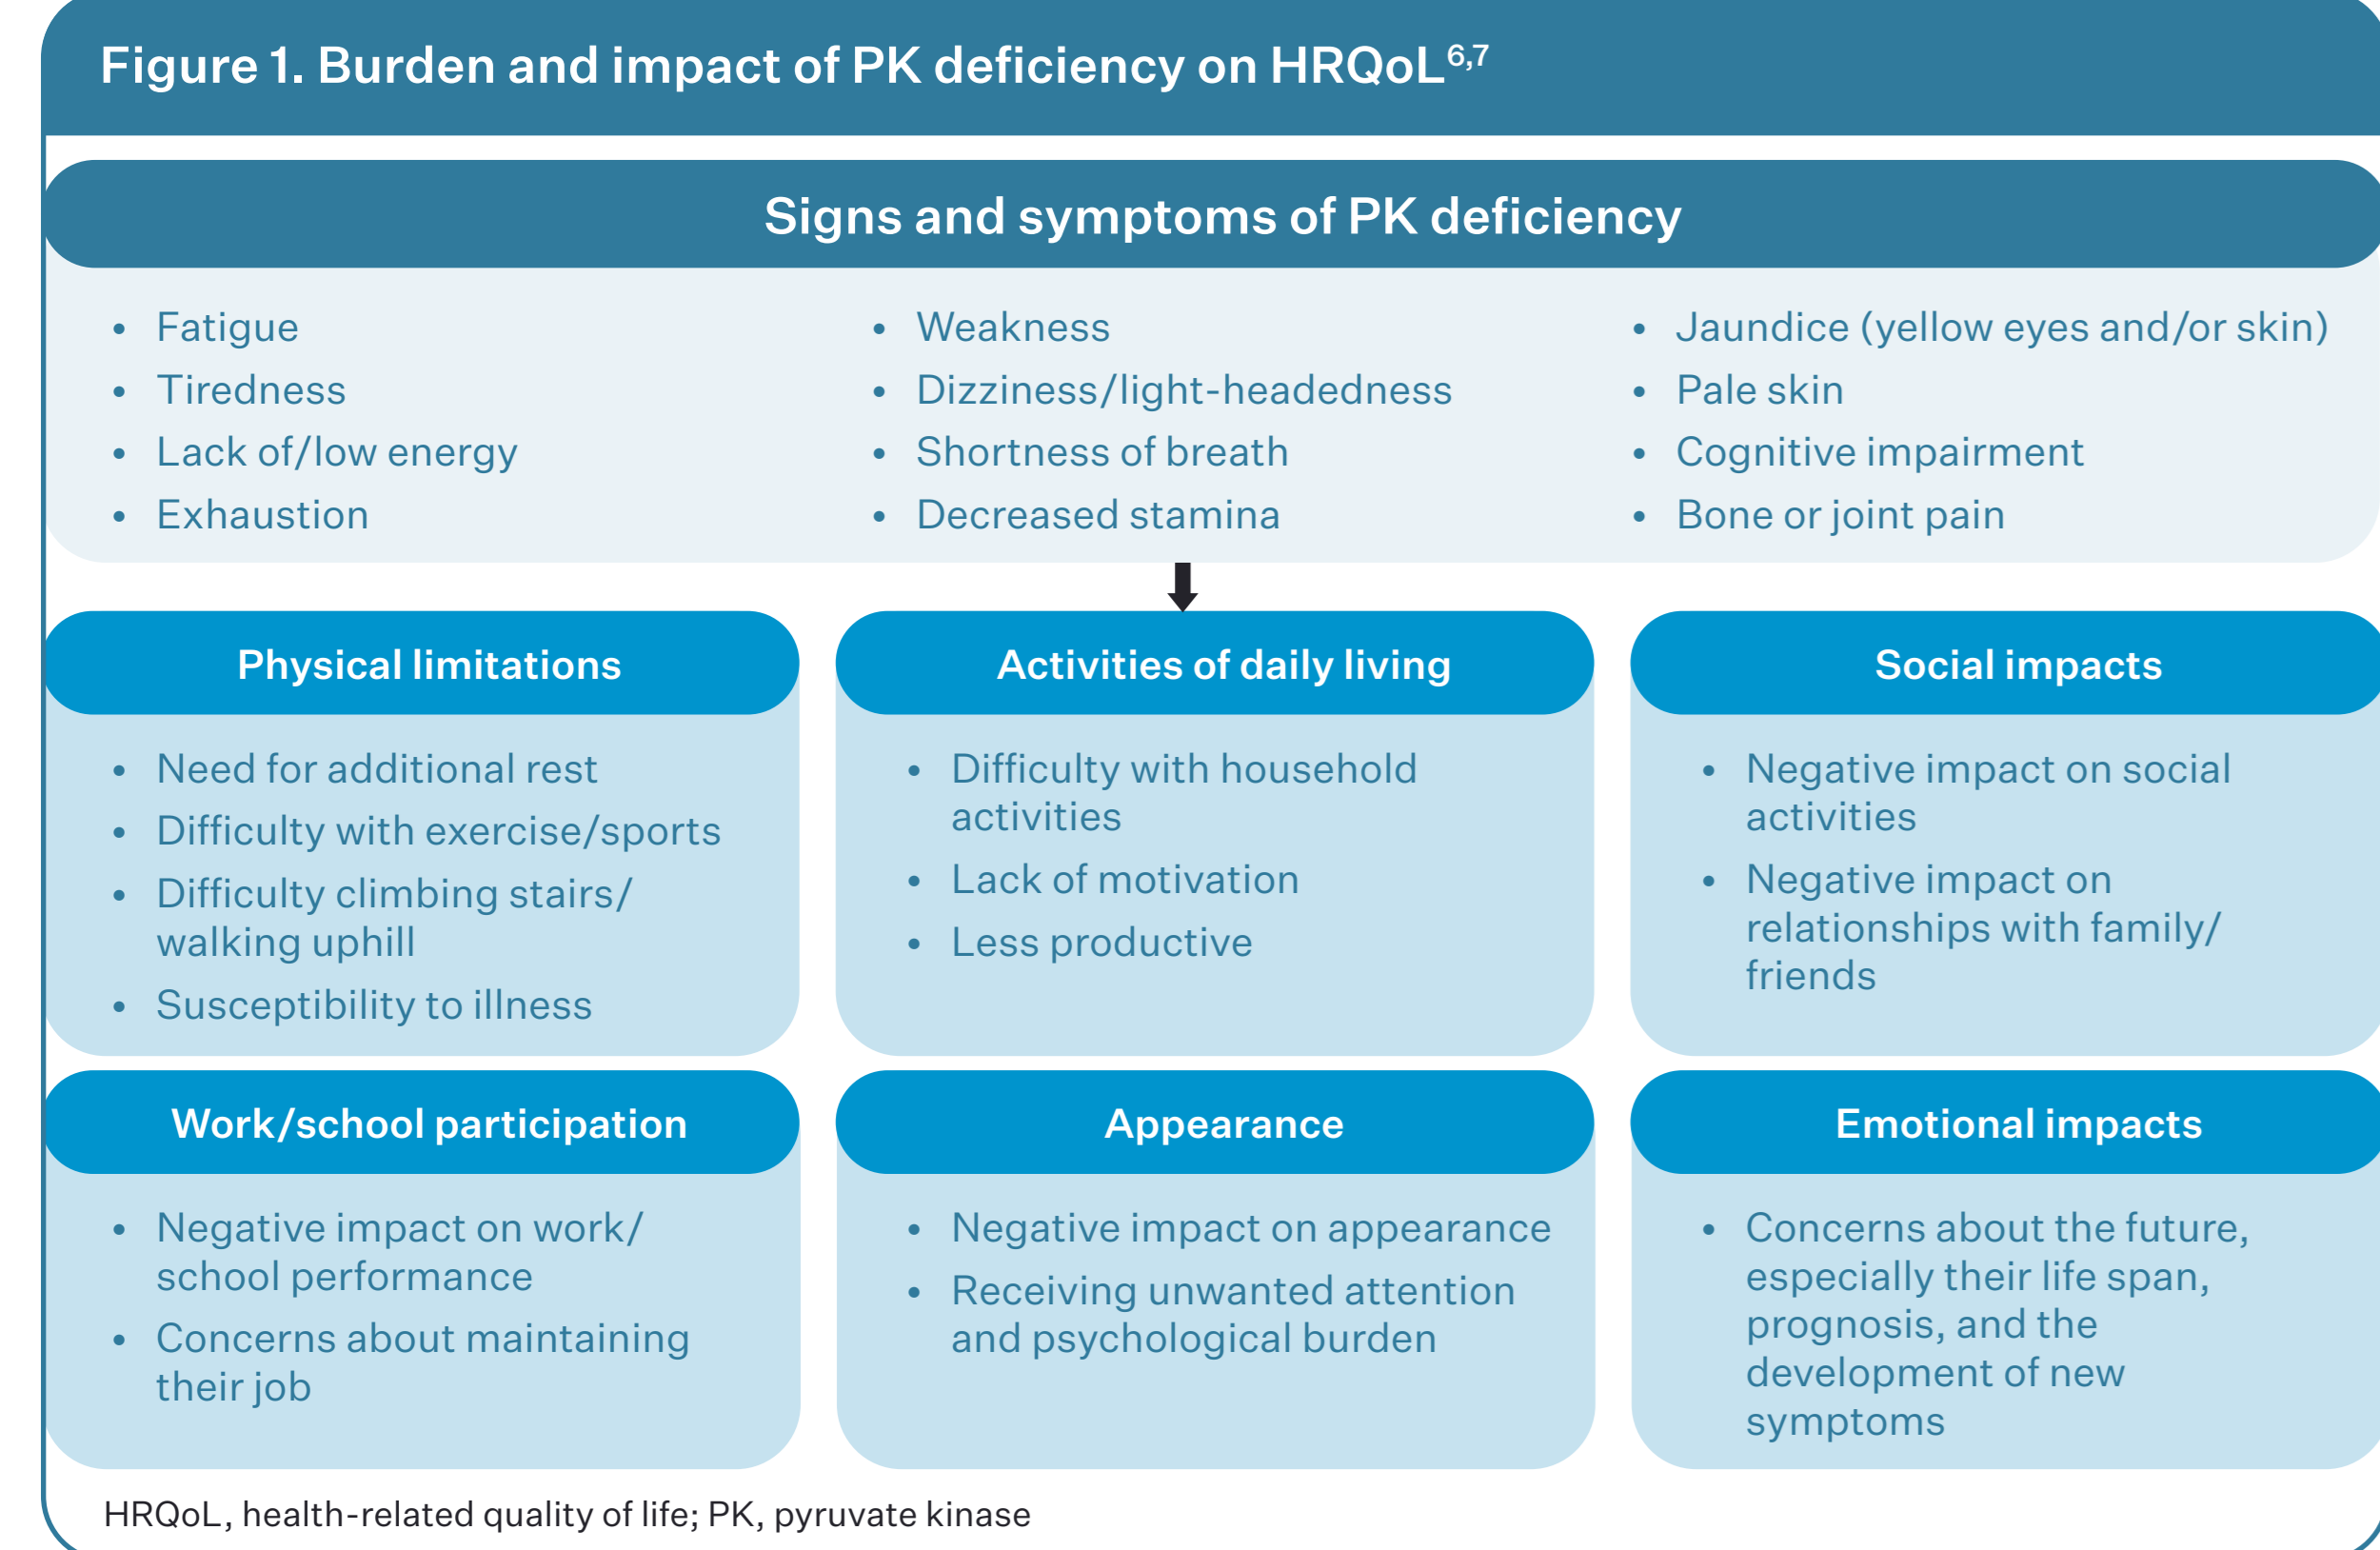 Figure 1. Burden and impact of PK deficiency on HRQoL6,7
Signs and symptoms of PK deficiency
• Fatigue
• Tiredness
• Lack of/low energy
• Exhaustion
• Weakness
• Dizziness/light-headedness
• Shortness of breath
• Decreased stamina
• Jaundice (yellow eyes and/or skin)
• Pale skin
• Cognitive impairment
• Bone or joint pain
Physical limitations
• Need for additional rest
• Difficulty with exercise/sports
• Difficulty climbing stairs/
walking uphill
• Susceptibility to illness
Activities of daily living
• Difficulty with household
activities
• Lack of motivation
• Less productive
Social impacts
• Negative impact on social
activities
• Negative impact on
relationships with family/
friends
Work/school participation
• Negative impact on work/
school performance
• Concerns about maintaining
their job
Appearance
• Negative impact on appearance
• Receiving unwanted attention
and psychological burden
Emotional impacts
• Concerns about the future,
especially their life span,
prognosis, and the
development of new
symptoms
HRQoL, health-related quality of life; PK, pyruvate kinase